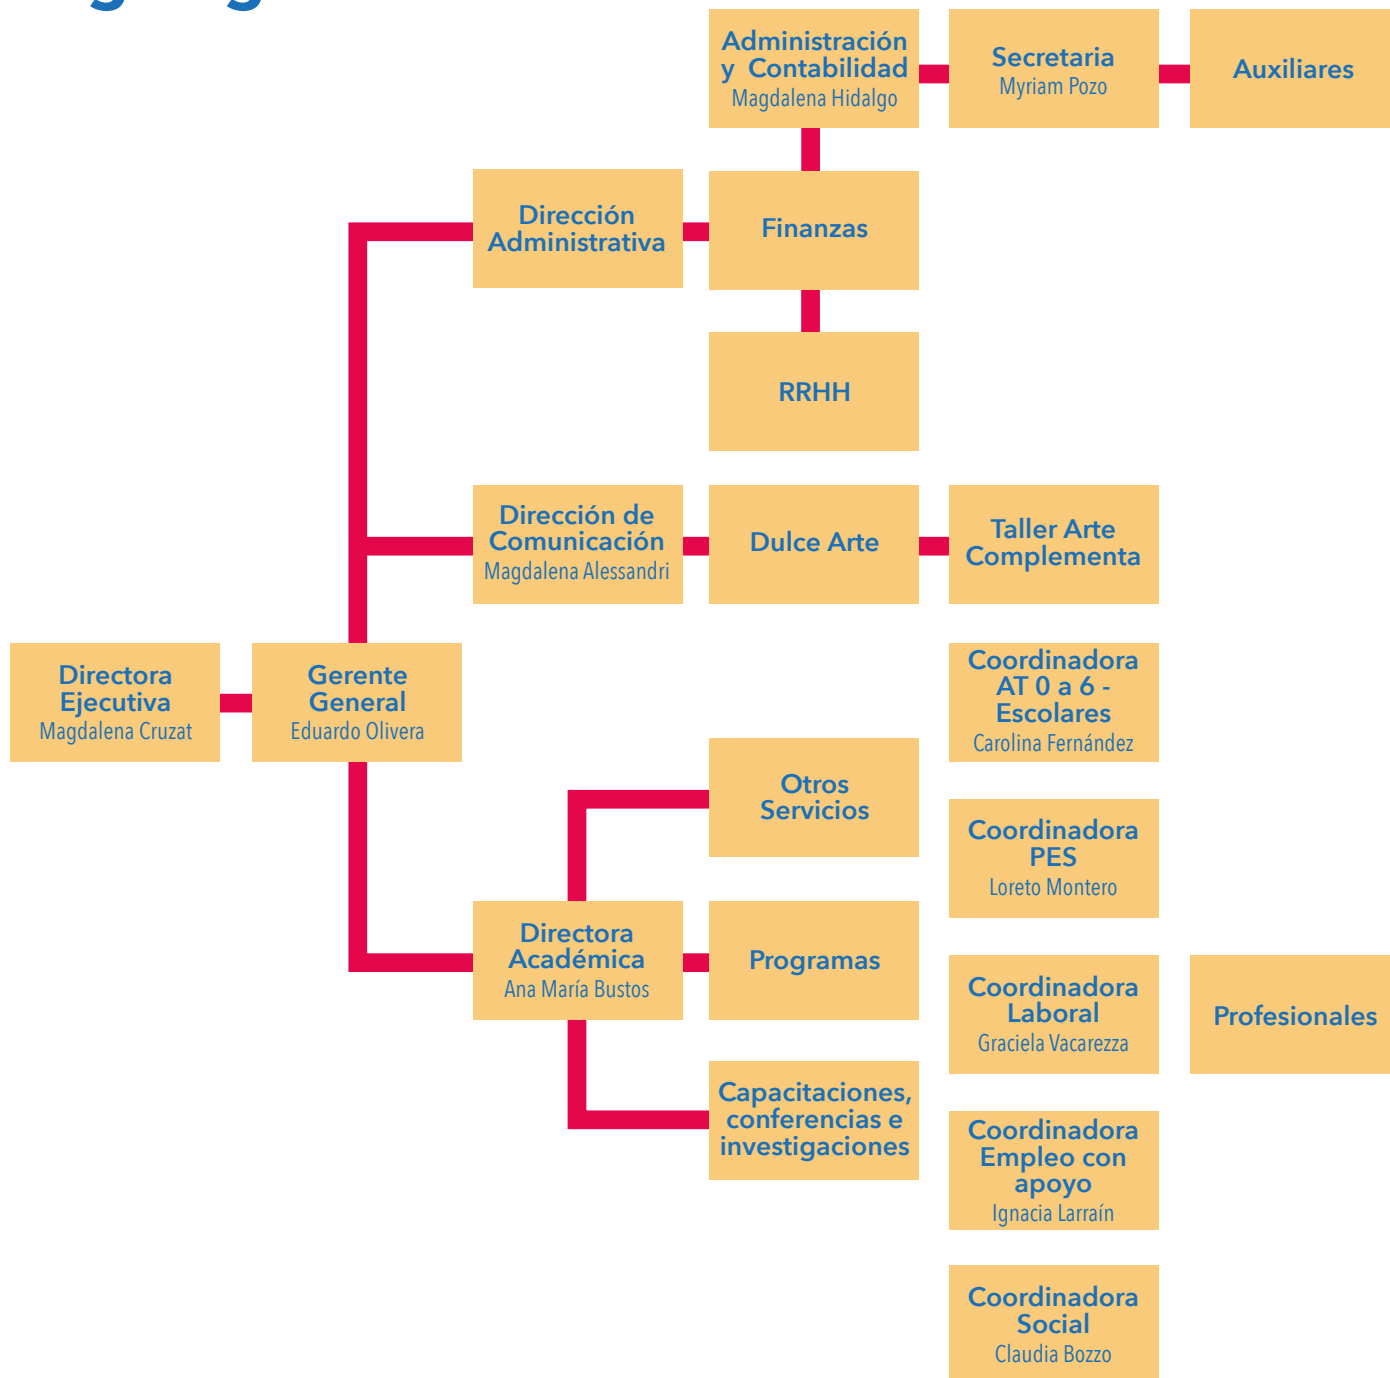 Administración
y Contabilidad
Magdalena Hidalgo
Secretaria
Myriam Pozo
Auxiliares
Dirección
Administrativa
Finanzas
RRHH
Dirección de
Comunicación
Magdalena Alessandri
Dulce Arte
Taller Arte
Complementa
Directora
Ejecutiva
Magdalena Cruzat
Gerente
General
Eduardo Olivera
Coordinadora
AT 0 a 6 -
Escolares
Carolina Fernández
Otros
Servicios
Coordinadora
PES
Loreto Montero
Directora
Académica
Ana María Bustos
Programas
Coordinadora
Laboral
Graciela Vacarezza
Profesionales
Capacitaciones,
conferencias e
investigaciones
Coordinadora
Empleo con
apoyo
Ignacia Larraín
Coordinadora
Social
Claudia Bozzo